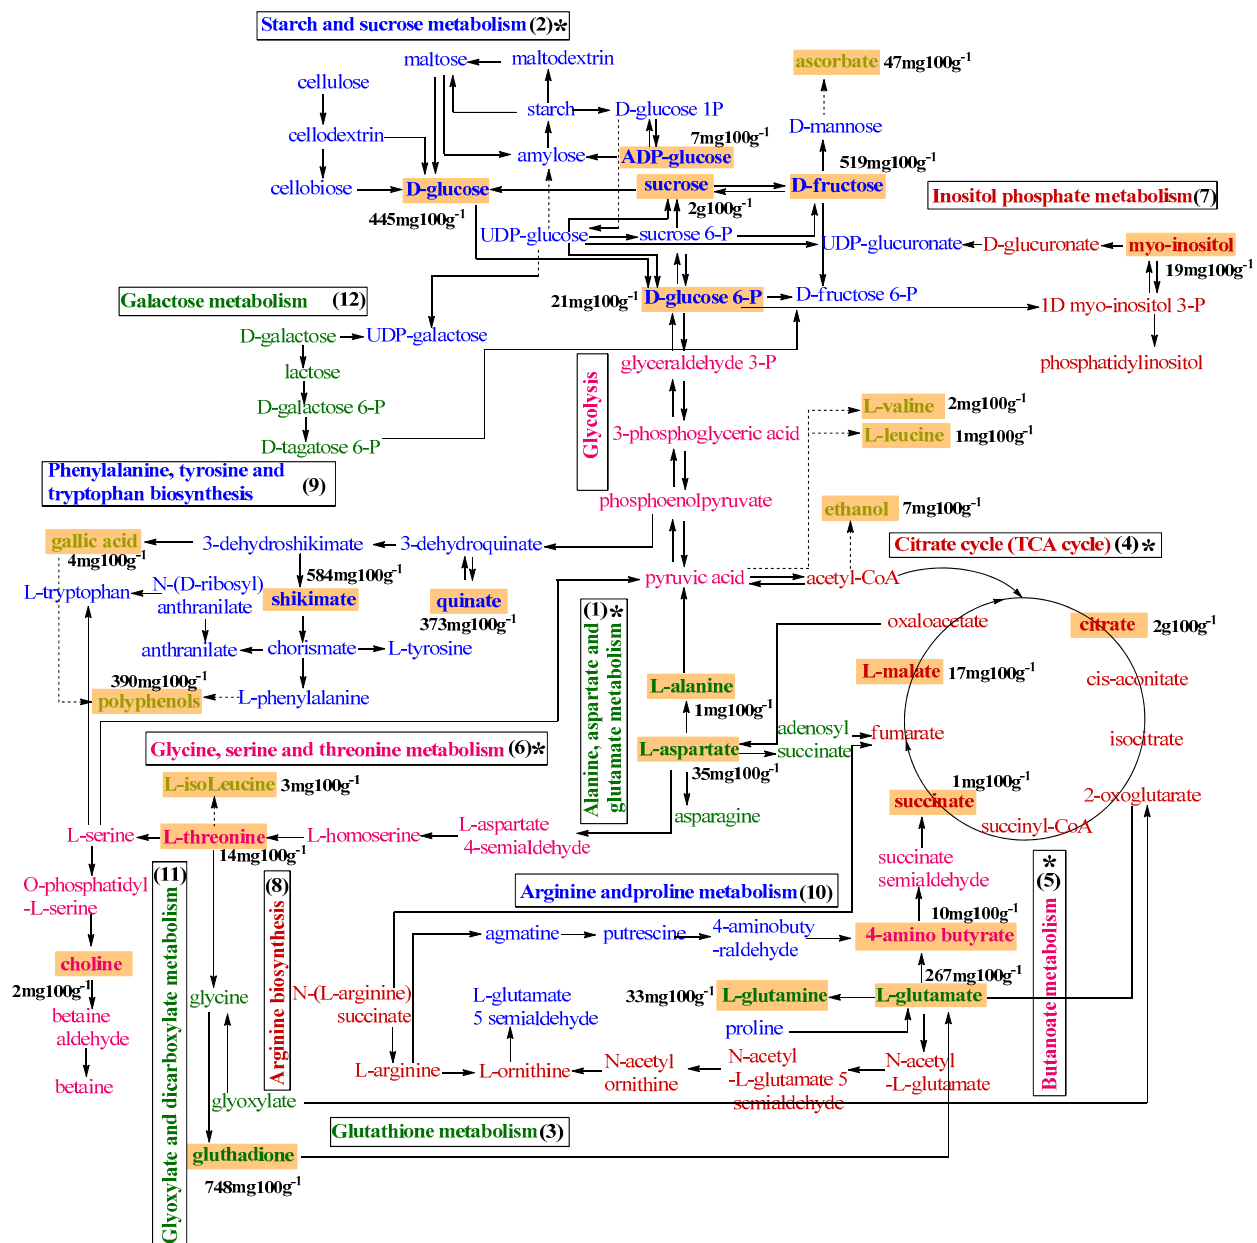 Starch and sucrose metabolism (2)*
maltose
maltodextrin
ascorbate 47mg100g-1
cellulose
starch
D-glucose 1P
D-mannose
cellodextrin
7mg100g-1
amylose
ADP-glucose
519mg100g-1
cellobiose
D-glucose
sucrose
D-fructose
Inositol phosphate metabolism(7)
445mg100g-1
2g100g-1
UDP-glucose
sucrose 6-P
UDP-glucuronate
D-glucuronate
myo-inositol
19mg100g-1
Galactose metabolism (12)
21mg100g-1
D-glucose 6-P
D-fructose 6-P
1D myo-inositol 3-P
D-galactose
UDP-galactose
glyceraldehyde 3-P
phosphatidylinositol
lactose
Glycolysis
D-galactose 6-P
L-valine 2mg100g-1
D-tagatose 6-P
3-phosphoglyceric acid
L-leucine 1mg100g-1
Phenylalanine, tyrosine and
tryptophan biosynthesis (9)
phosphoenolpyruvate
ethanol 7mg100g-1
gallic acid
4mg100g-1
3-dehydroshikimate
3-dehydroquinate
Citrate cycle (TCA cycle) (4)*
584mg100g-1
pyruvic acid
acetyl-CoA
L-tryptophan
N-(D-ribosyl)
anthranilate
shikimate
quinate
373mg100g-1
(1)*
Alanine, aspartate and
glutamate metabolism
oxaloacetate
citrate 2g100g-1
anthranilate
chorismate
L-tyrosine
L-malate 17mg100g-1
cis-aconitate
390mg100g-1
polyphenols
L-phenylalanine
L-alanine
1mg100g-1
adenosyl
succinate
fumarate
isocitrate
Glycine, serine and threonine metabolism (6)*
L-aspartate
35mg100g-1
L-isoLeucine 3mg100g-1
1mg100g-1
succinate
2-oxoglutarate
asparagine
succinyl-CoA
L-serine
L-threonine
14mg100g-1
L-homoserine
L-aspartate
4-semialdehyde
succinate
semialdehyde
*
(5)
Butanoate metabolism
O-phosphatidyl
-L-serine
(11)
Glyoxylate and dicarboxylate metabolism
(8)
Arginine biosynthesis
Arginine andproline metabolism (10)
10mg100g-1
agmatine
putrescine
4-aminobuty
-raldehyde
4-amino butyrate
choline
2mg100g-1
267mg100g-1
glycine
N-(L-arginine)
succinate
L-glutamate
5 semialdehyde
33mg100g-1
L-glutamine
L-glutamate
betaine
aldehyde
proline
betaine
L-arginine
L-ornithine
N-acetyl
ornithine
N-acetyl
-L-glutamate 5
semialdehyde
N-acetyl
-L-glutamate
glyoxylate
Glutathione metabolism(3)
gluthadione
748mg100g-1